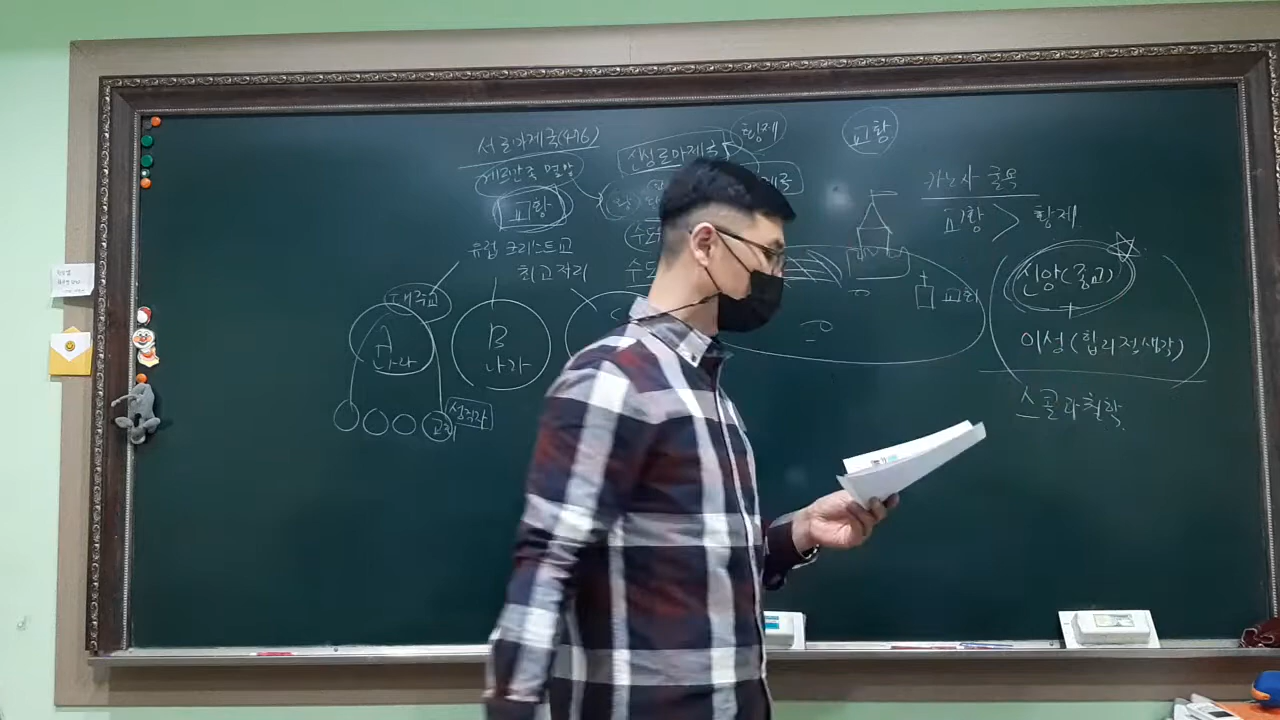 서로마제국(476)
게르만족 멸망
교황
유럽 크리스트교
최고 권리
신성로마제국
황제
교황
카노사 굴욕
교황 > 황제
신앙(종교)
+
이성(합리적생각)
스콜라철학
교회
대주교
A
나라
B
나라
성직자
교회